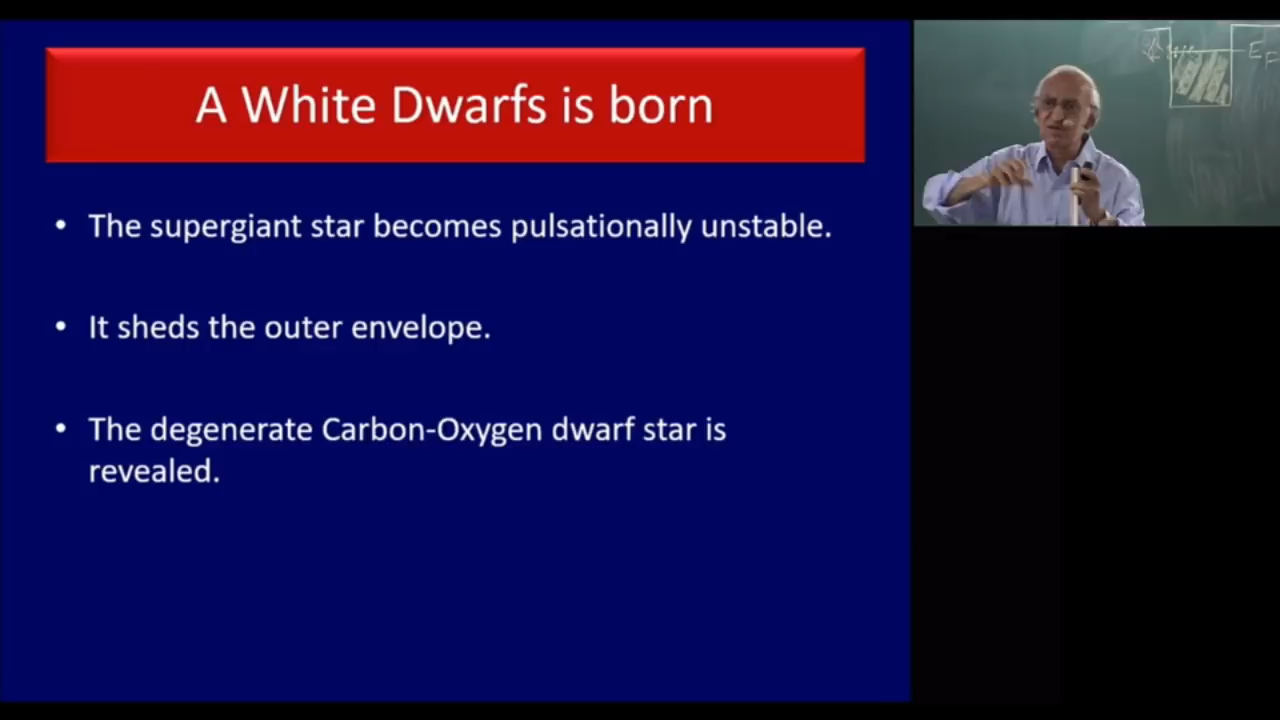 A White Dwarfs is born
• The supergiant star becomes pulsationally unstable.
• It sheds the outer envelope.
• The degenerate Carbon-Oxygen dwarf star is
revealed.
E_F